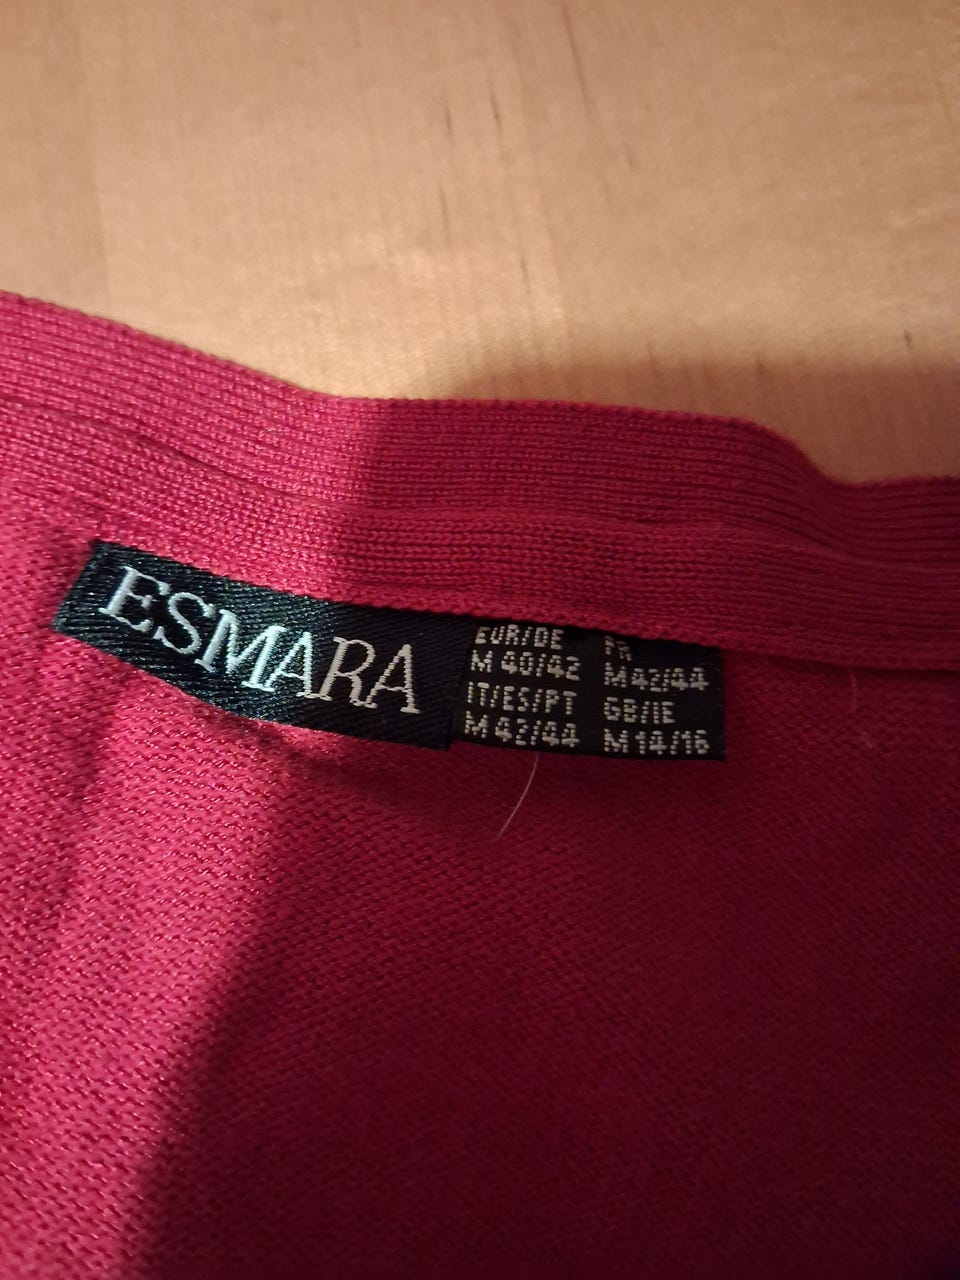 ESMARA
EUR/DE
M 40/42
IT/ES/PT
M 42/44
FR
M 42/44
GB/IE
M 14/16